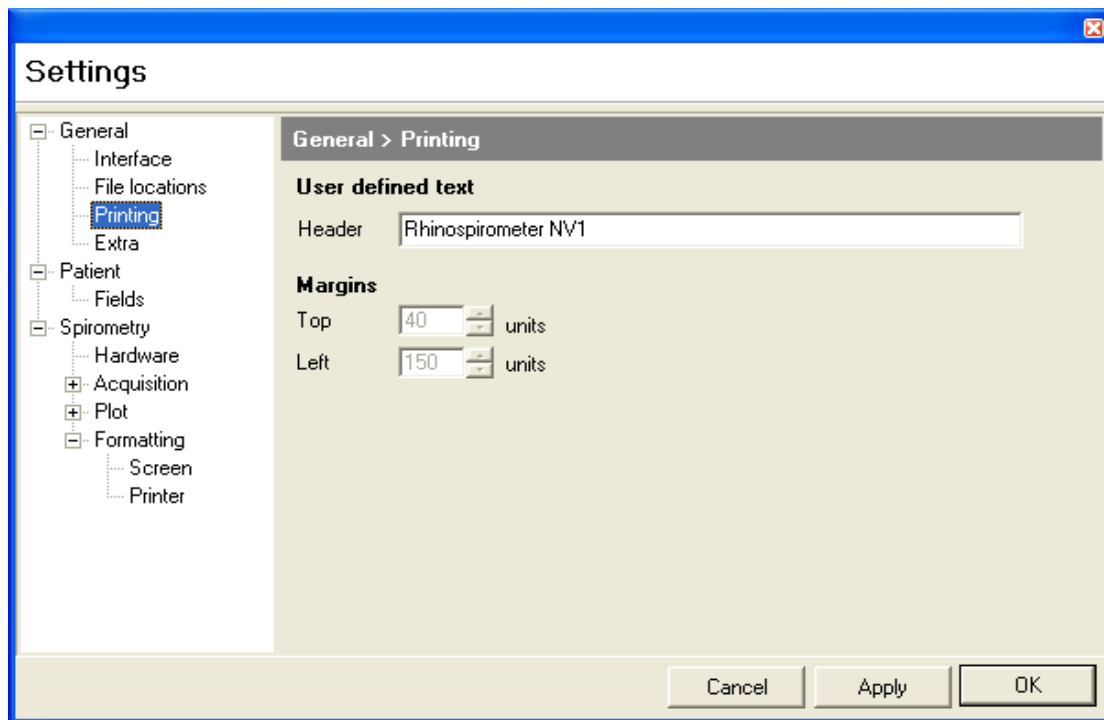 Settings
General
Interface
File locations
Printing
Extra
Patient
Fields
Spirometry
Hardware
Acquisition
Plot
Formatting
Screen
Printer
General > Printing
User defined text
Header Rhinospirometer NV1
Margins
Top 40 units
Left 150 units
Cancel Apply OK